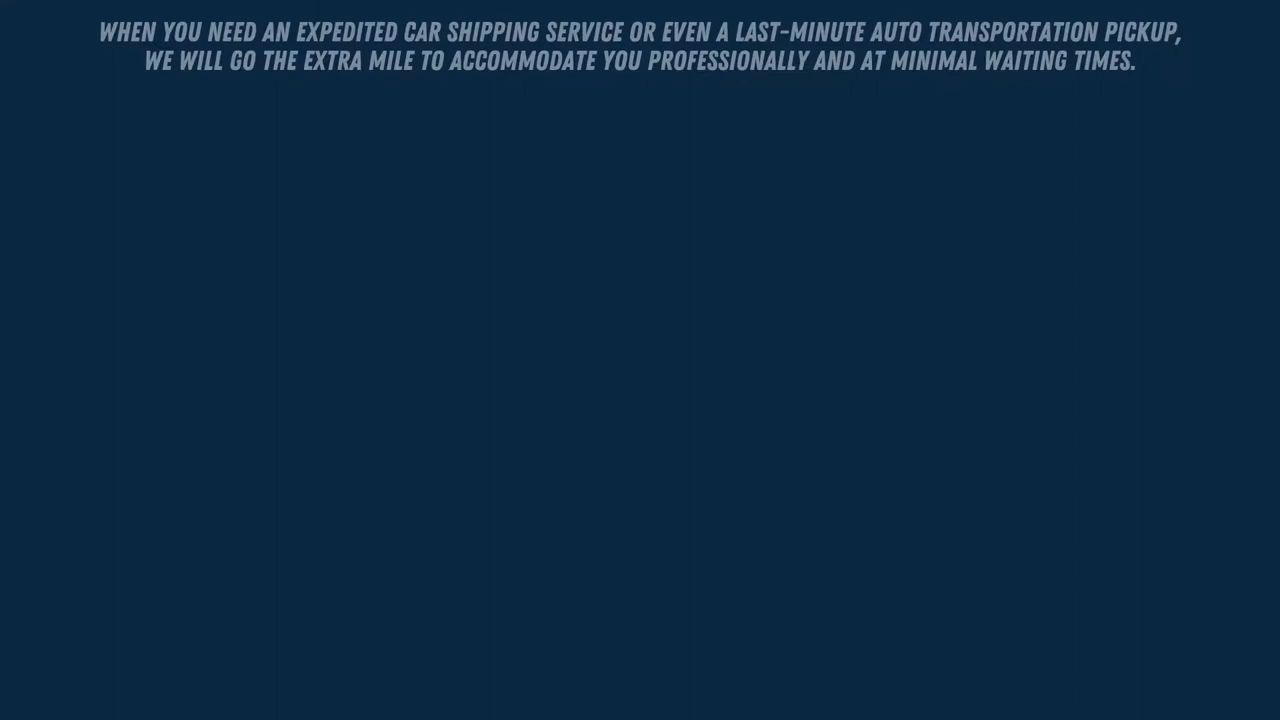 WHEN YOU NEED AN EXPEDITED CAR SHIPPING SERVICE OR EVEN A LAST-MINUTE AUTO TRANSPORTATION PICKUP,
WE WILL GO THE EXTRA MILE TO ACCOMMODATE YOU PROFESSIONALLY AND AT MINIMAL WAITING TIMES.